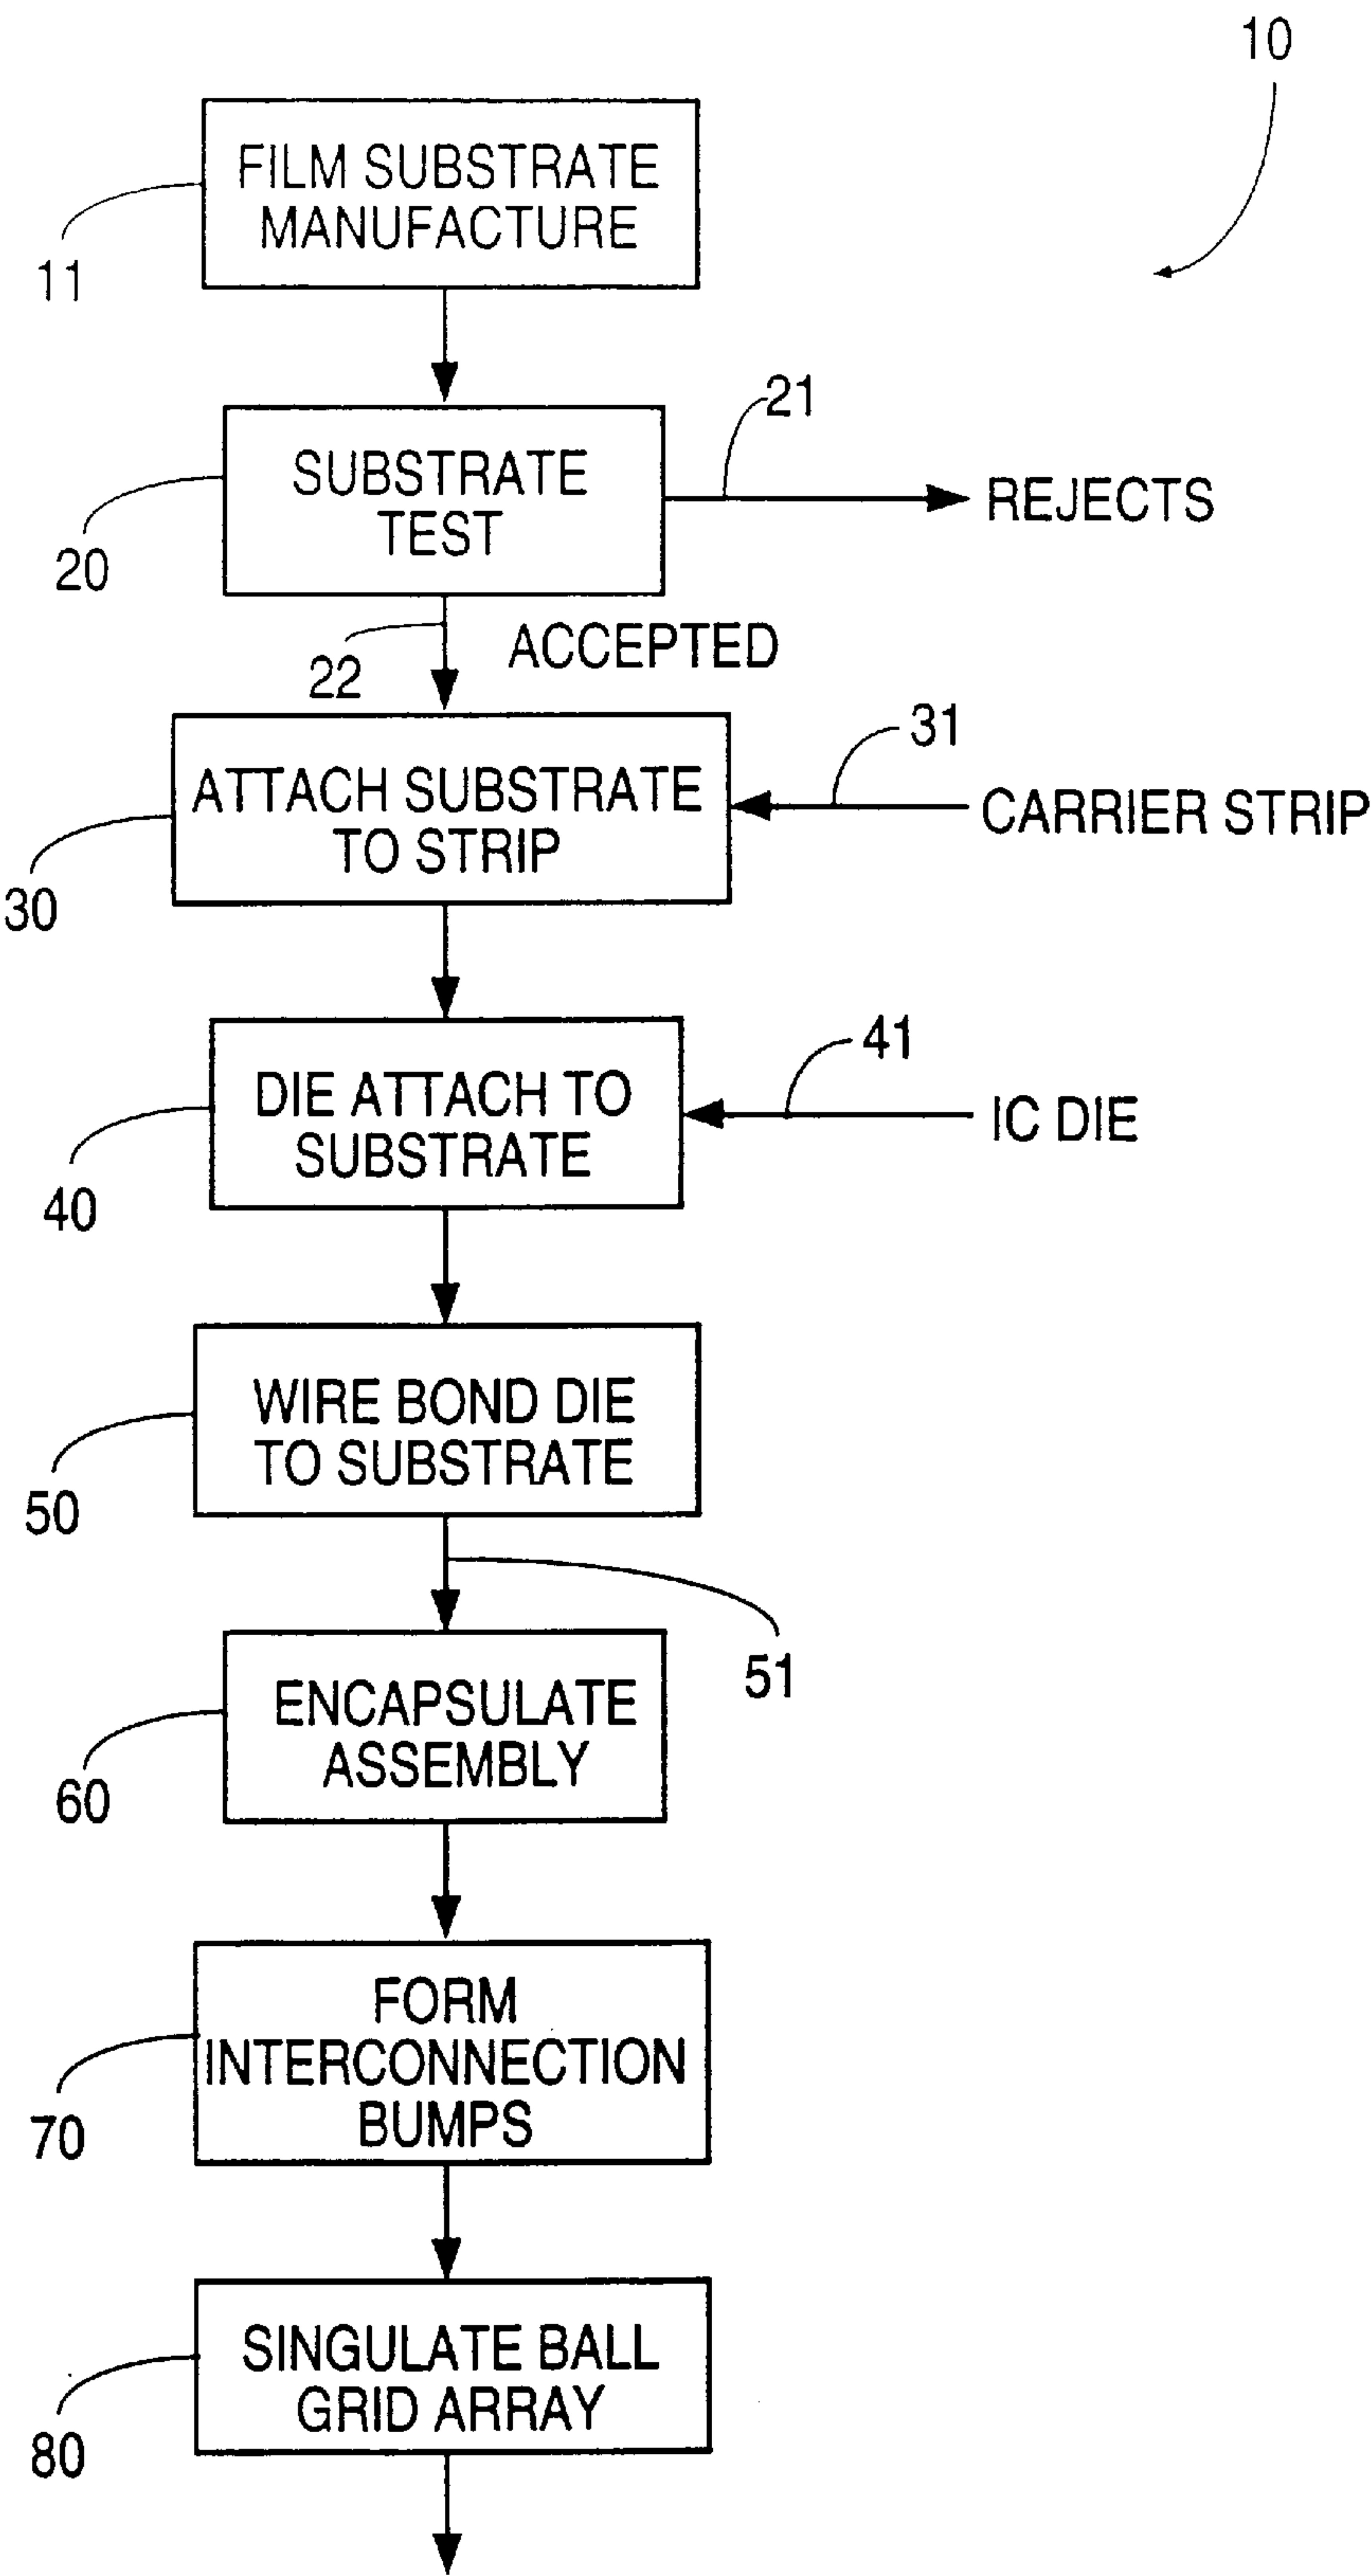 10
FILM SUBSTRATE
MANUFACTURE
11
21
SUBSTRATE
TEST
REJECTS
20
22
ACCEPTED
31
ATTACH SUBSTRATE
TO STRIP
CARRIER STRIP
30
41
DIE ATTACH TO
SUBSTRATE
IC DIE
40
WIRE BOND DIE
TO SUBSTRATE
50
51
ENCAPSULATE
ASSEMBLY
60
FORM
INTERCONNECTION
BUMPS
70
SINGULATE BALL
GRID ARRAY
80